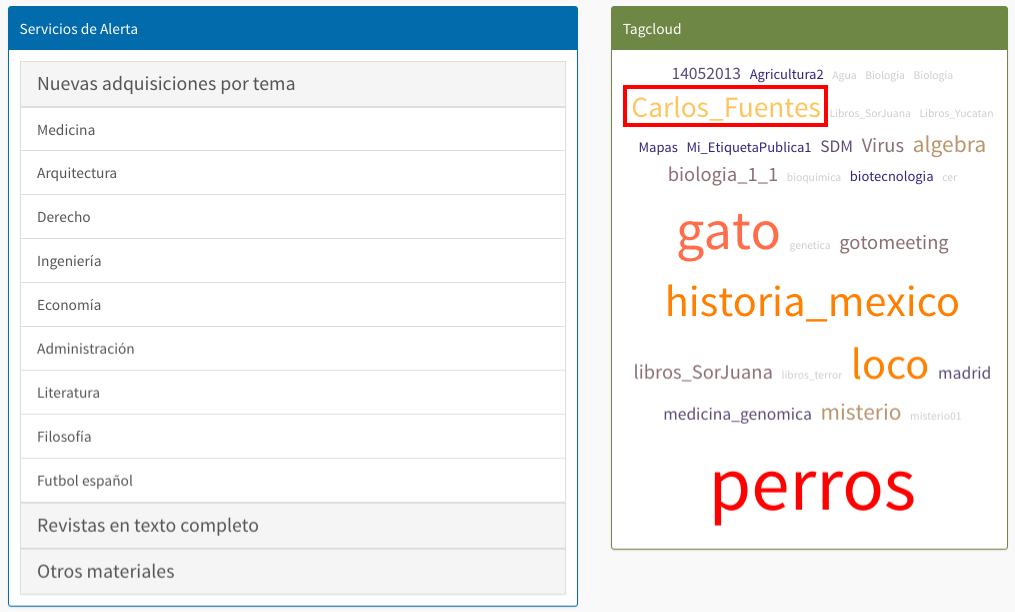 Servicios de Alerta
Nuevas adquisiciones por tema
Medicina
Arquitectura
Derecho
Ingeniería
Economía
Administración
Literatura
Filosofía
Futbol español
Revistas en texto completo
Otros materiales
Tagcloud
14052013 Agricultura2 Agua Biologia Biologia
Carlos_Fuentes Libros_SorJuana Libros_Yucatan
Mapas Mi_EtiquetaPublica1 SDM Virus algebra
biologia_1_1 bioquimica biotecnologia cer
gato genetica gotomeeting
historia_mexico
libros_SorJuana libros_terror loco madrid
medicina_genomica misterio misterio01
perros